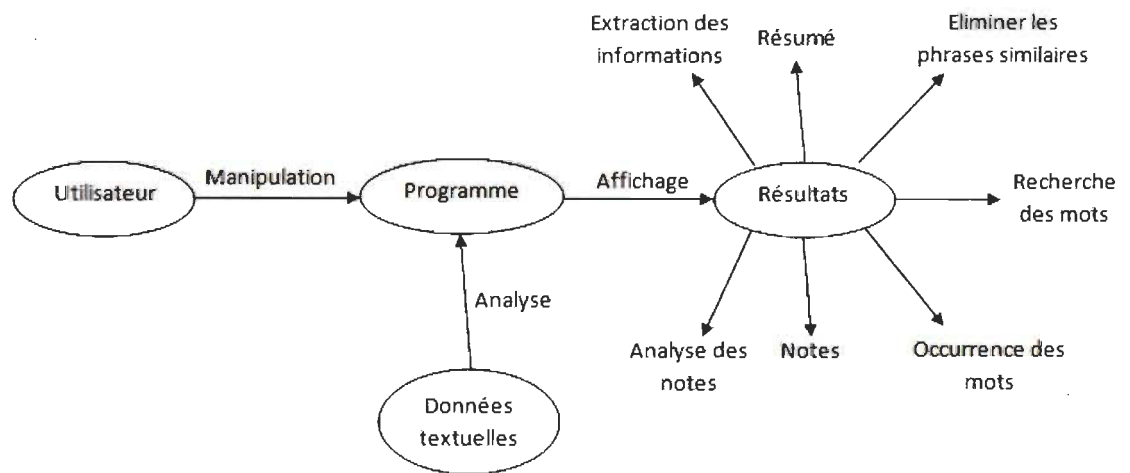 Extraction des
informations
Résumé
Eliminer les
phrases similaires
Utilisateur
Manipulation
Programme
Affichage
Résultats
Recherche
des mots
Analyse
Analyse des
notes
Notes
Occurrence des
mots
Données
textuelles